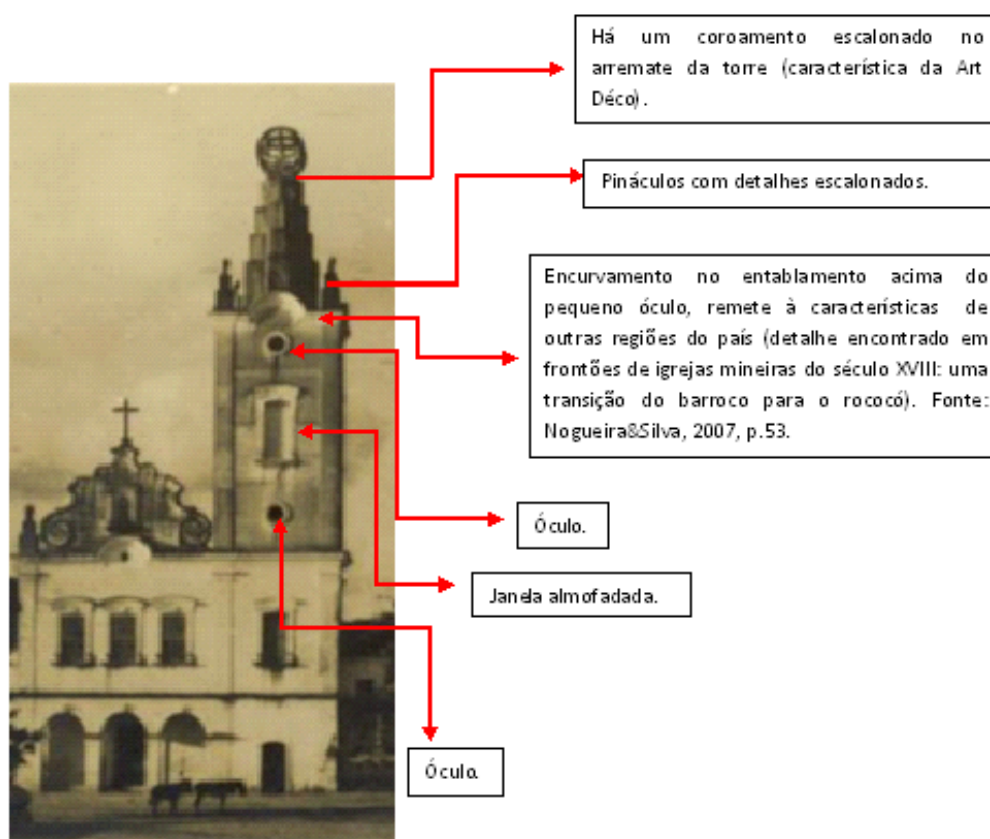 Há um coroamento escalonado no
arremate da torre (característica da Art
Déco).
Pináculos com detalhes escalonados.
Encurvamento no entablamento acima do
pequeno óculo, remete à características de
outras regiões do país (detalhe encontrado em
frontões de igrejas mineiras do século XVIII: uma
transição do barroco para o rococó). Fonte:
Nogueira&Silva, 2007, p.53.
Óculo.
Janela almofadada.
Óculo.